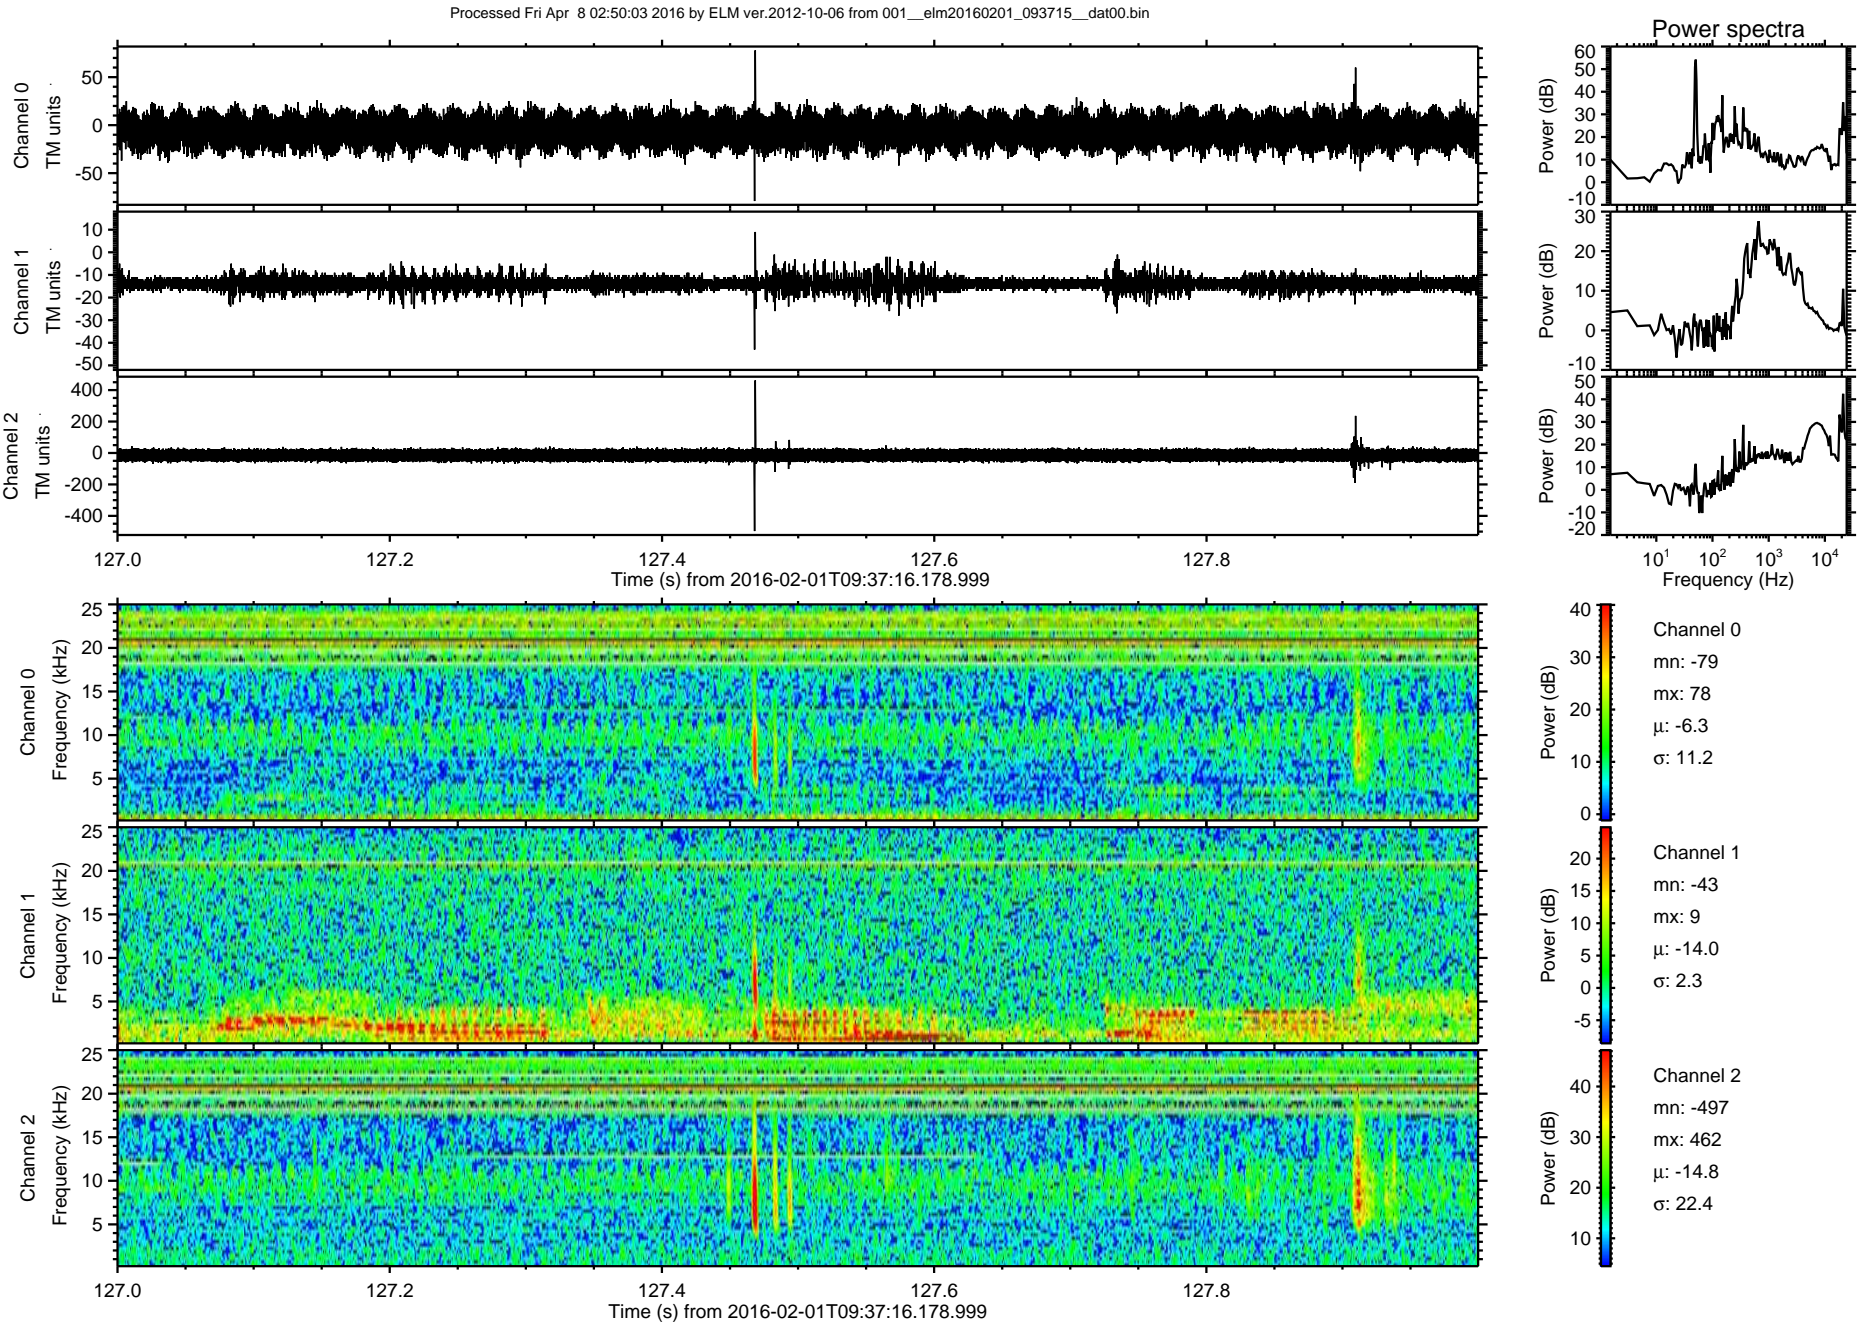 Processed Fri Apr 8 02:50:03 2016 by ELM ver.2012-10-06 from 001__elm20160201_093715__dat00.bin
Power spectra
Channel 0
TM units
50
0
-50
Power (dB)
60
50
40
30
20
10
0
-10
Channel 1
TM units
10
0
-10
-20
-30
-40
-50
Power (dB)
30
20
10
0
-10
Channel 2
TM units
400
200
0
-200
-400
Power (dB)
50
40
30
20
10
0
-10
-20
127.0 127.2 127.4 127.6 127.8
Time (s) from 2016-02-01T09:37:16.178.999
10^1 10^2 10^3 10^4
Frequency (Hz)
Channel 0
Frequency (kHz)
25
20
15
10
5
Power (dB)
40
30
20
10
0
Channel 0
mn: -79
mx: 78
μ: -6.3
σ: 11.2
Channel 1
Frequency (kHz)
25
20
15
10
5
Power (dB)
20
15
10
5
0
-5
Channel 1
mn: -43
mx: 9
μ: -14.0
σ: 2.3
Channel 2
Frequency (kHz)
25
20
15
10
5
Power (dB)
40
30
20
10
Channel 2
mn: -497
mx: 462
μ: -14.8
σ: 22.4
127.0 127.2 127.4 127.6 127.8
Time (s) from 2016-02-01T09:37:16.178.999